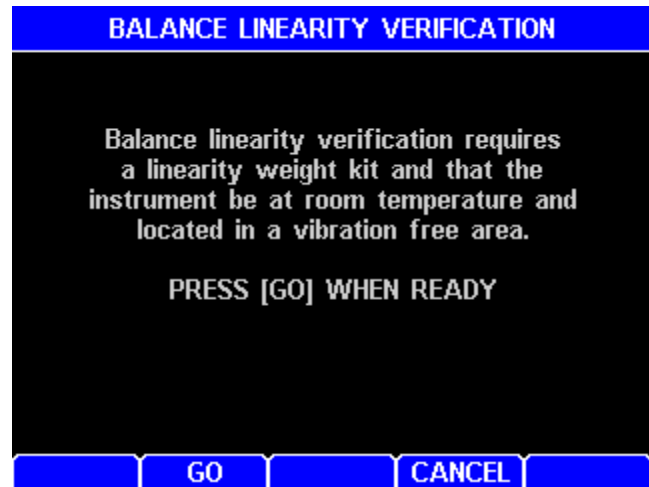 BALANCE LINEARITY VERIFICATION
Balance linearity verification requires
a linearity weight kit and that the
instrument be at room temperature and
located in a vibration free area.
PRESS [GO] WHEN READY
GO
CANCEL